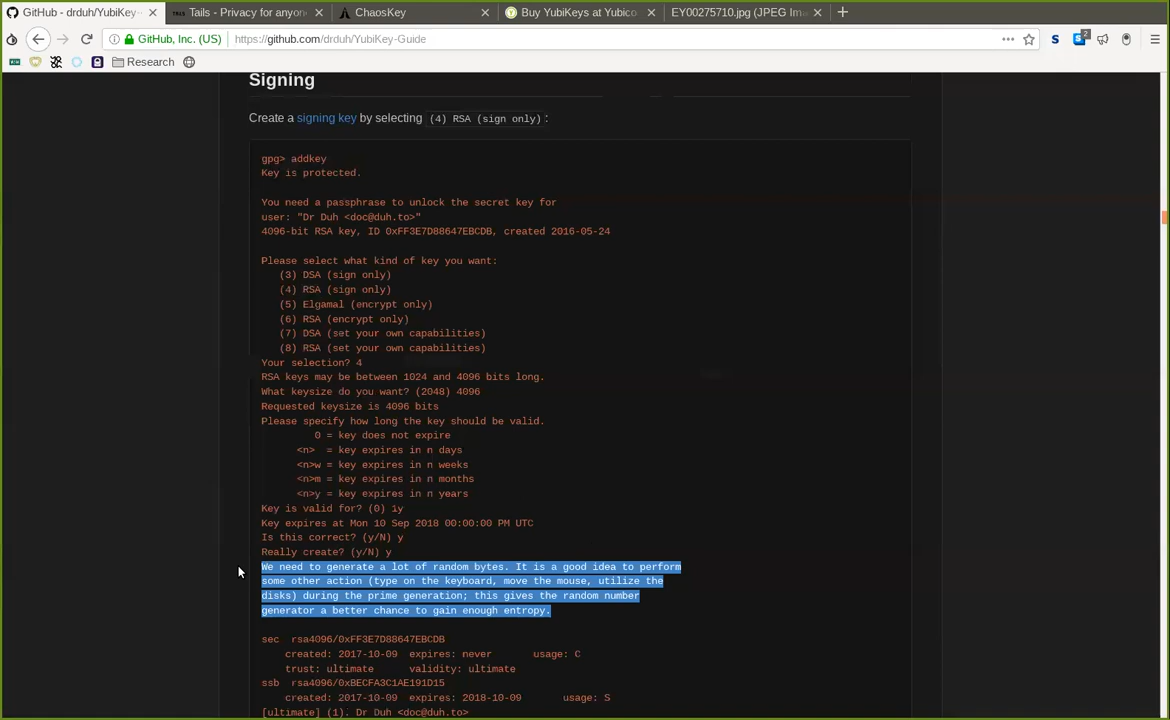 GitHub - drduh/YubiKey-
Tails - Privacy for anyon
ChaosKey
Buy YubiKeys at Yubico
EY00275710.jpg (JPEG Im
GitHub, Inc. (US)
https://github.com/drduh/YubiKey-Guide
S
2
Research
Signing
Create a signing key by selecting (4) RSA (sign only):
gpg> addkey
Key is protected.
You need a passphrase to unlock the secret key for
user: "Dr Duh <doc@duh.to>"
4096-bit RSA key, ID 0xFF3E7D88647EBCDB, created 2016-05-24
Please select what kind of key you want:
(3) DSA (sign only)
(4) RSA (sign only)
(5) Elgamal (encrypt only)
(6) RSA (encrypt only)
(7) DSA (set your own capabilities)
(8) RSA (set your own capabilities)
Your selection? 4
RSA keys may be between 1024 and 4096 bits long.
What keysize do you want? (2048) 4096
Requested keysize is 4096 bits
Please specify how long the key should be valid.
0 = key does not expire
<n> = key expires in n days
<n>w = key expires in n weeks
<n>m = key expires in n months
<n>y = key expires in n years
Key is valid for? (0) 1y
Key expires at Mon 10 Sep 2018 00:00:00 PM UTC
Is this correct? (y/N) y
Really create? (y/N) y
We need to generate a lot of random bytes. It is a good idea to perform
some other action (type on the keyboard, move the mouse, utilize the
disks) during the prime generation; this gives the random number
generator a better chance to gain enough entropy.
sec rsa4096/0xFF3E7D88647EBCDB
created: 2017-10-09 expires: never usage: C
trust: ultimate validity: ultimate
ssb rsa4096/0xBECFA3C1AE191D15
created: 2017-10-09 expires: 2018-10-09 usage: S
[ultimate] (1). Dr Duh <doc@duh.to>